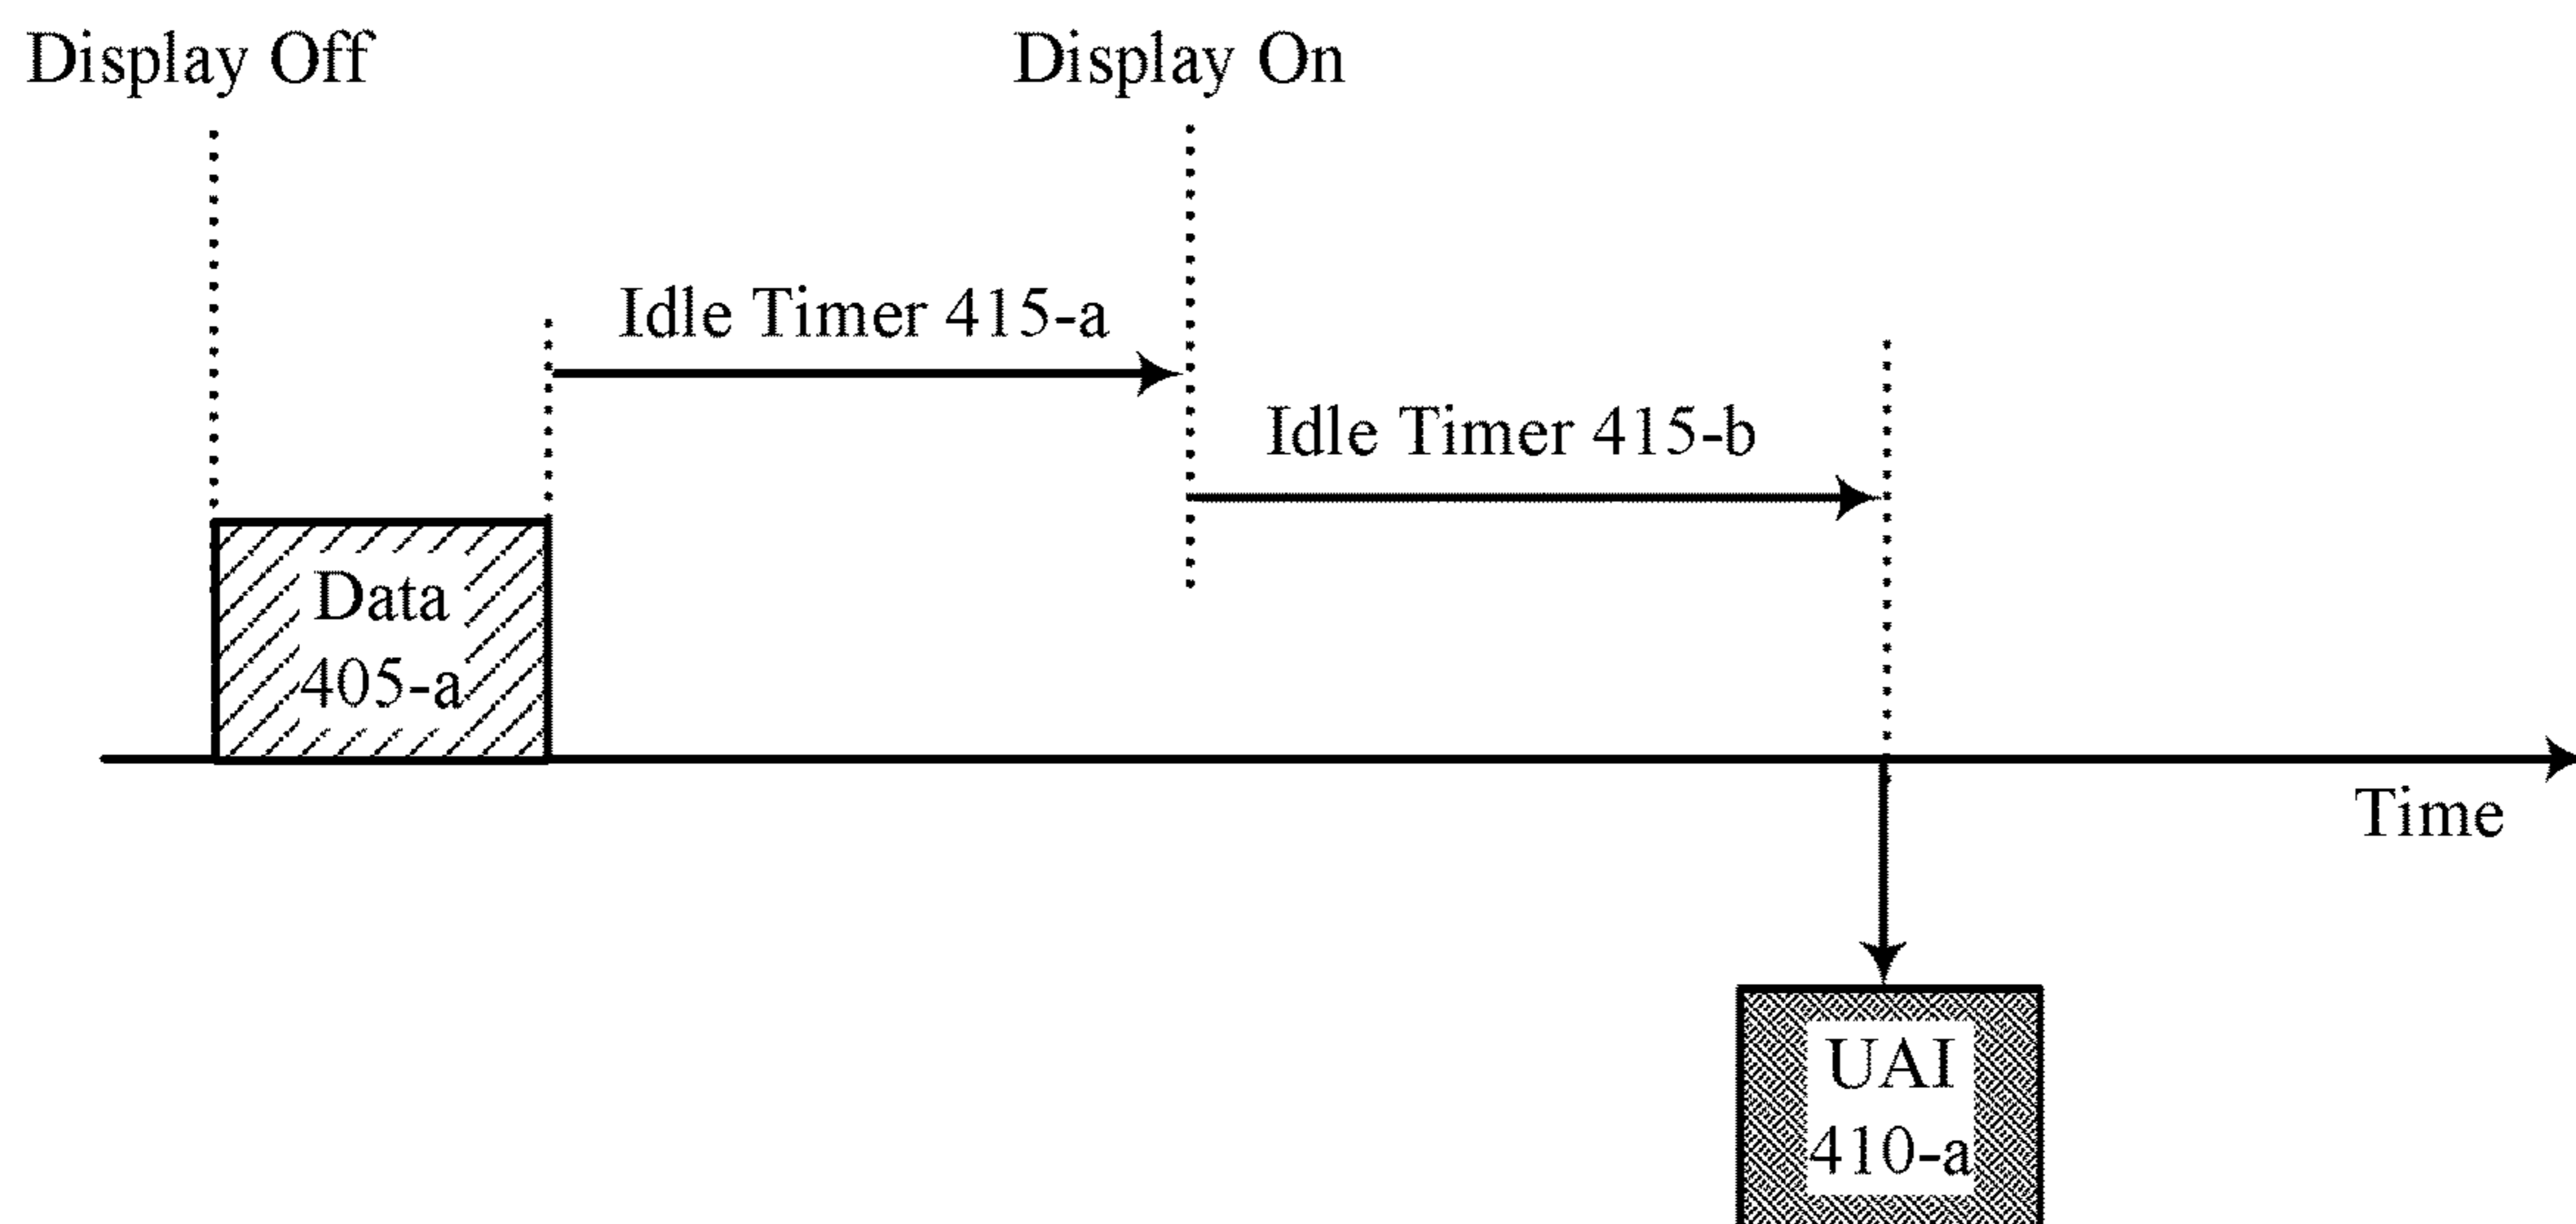 Display Off
Display On
Idle Timer 415-a
Idle Timer 415-b
Data
405-a
Time
UAI
410-a